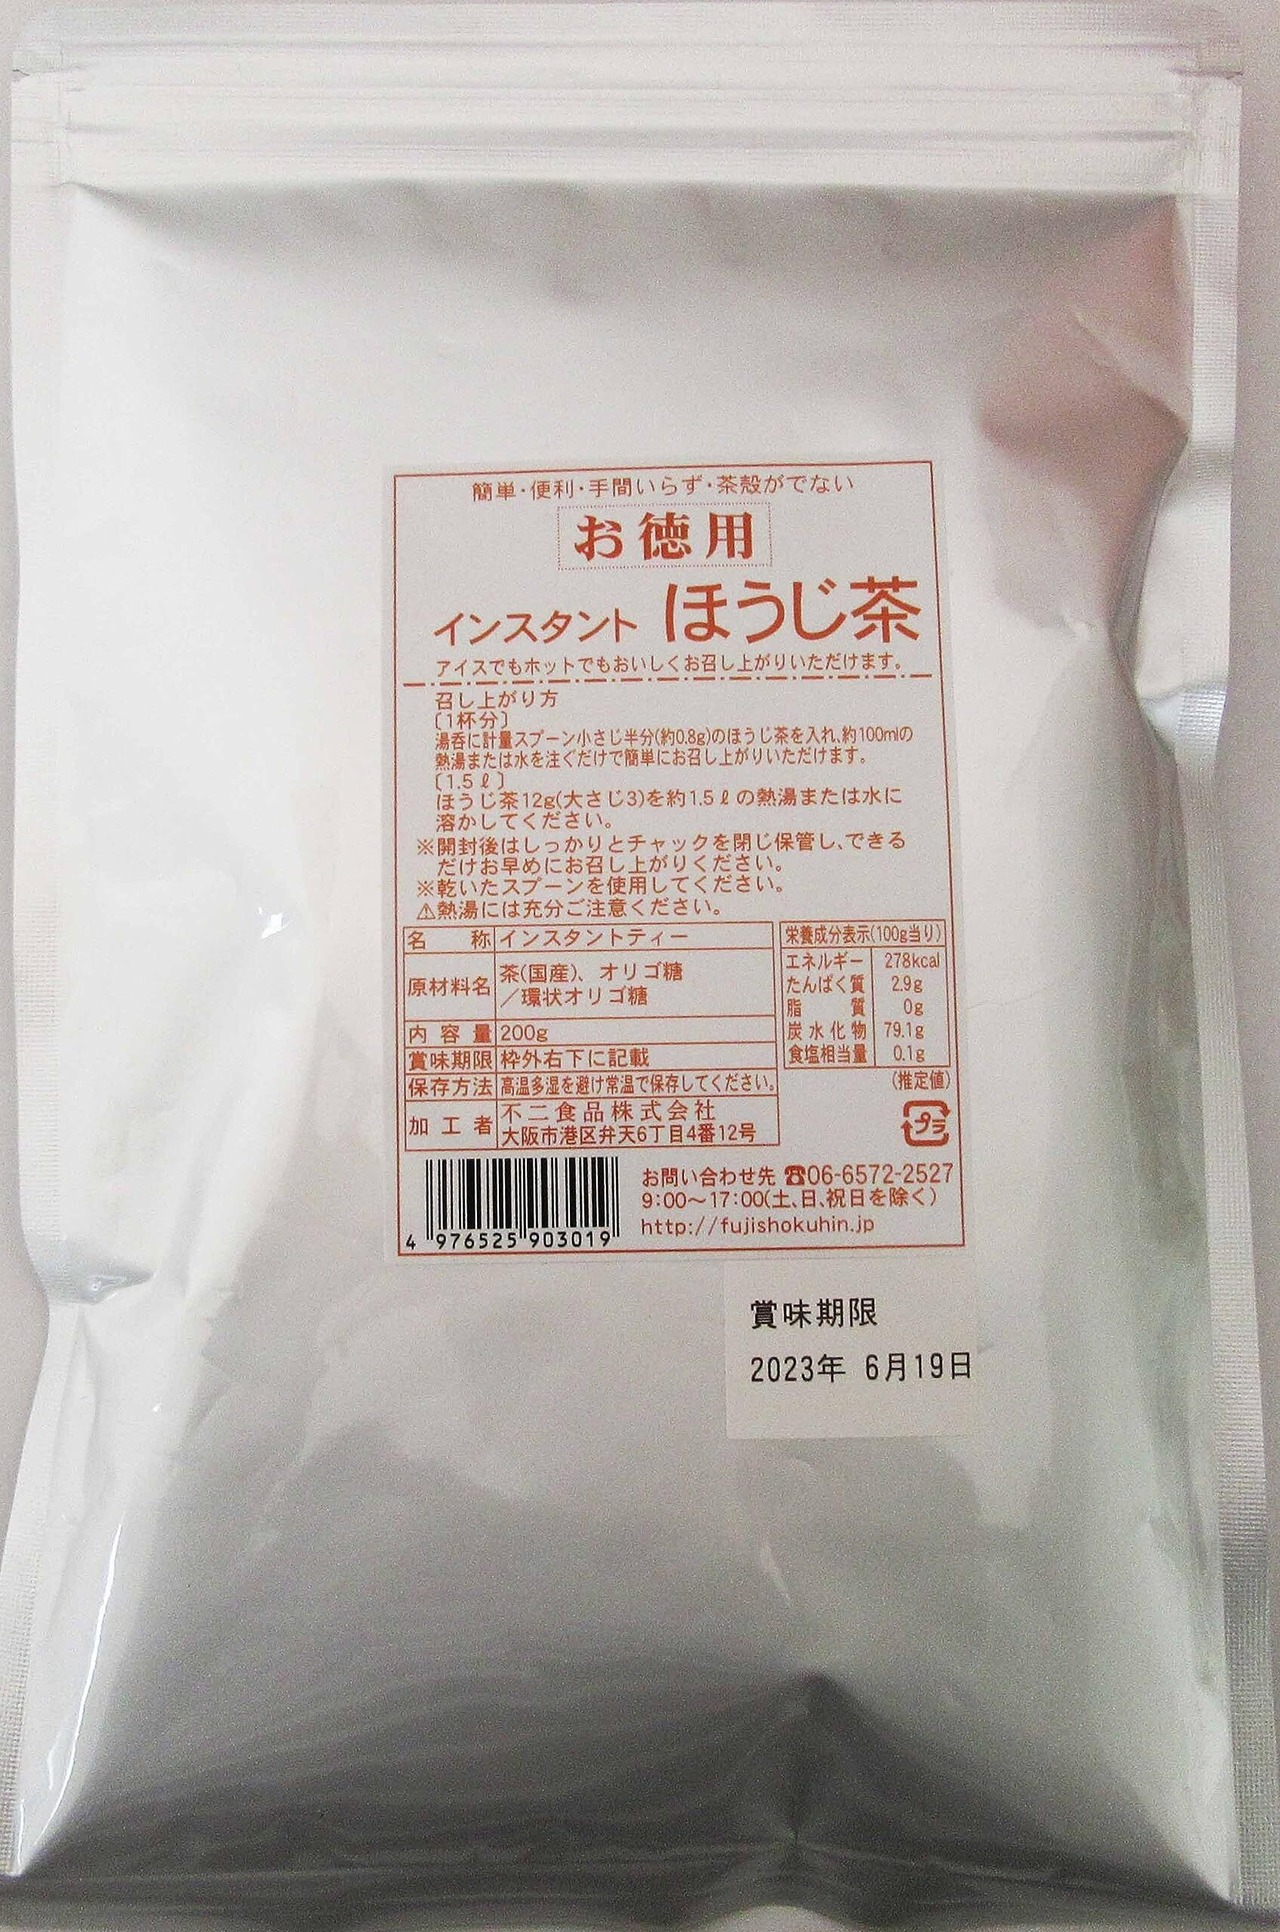 簡単・便利・手間いらず・茶殻がでない
お徳用
インスタント ほうじ茶
アイスでもホットでもおいしくお召し上がりいただけます。
召し上がり方
〔1杯分〕
湯呑に計量スプーン小さじ半分(約0.8g)のほうじ茶を入れ、約100mlの
熱湯または水を注ぐだけで簡単にお召し上がりいただけます。
〔1.5ℓ〕
ほうじ茶12g(大さじ3)を約1.5ℓの熱湯または水に
溶かしてください。
※開封後はしっかりとチャックを閉じ保管し、できる
だけお早めにお召し上がりください。
※乾いたスプーンを使用してください。
⚠熱湯には充分ご注意ください。
名称 インスタントティー
原材料名 茶(国産)、オリゴ糖
／環状オリゴ糖
内容量 200g
賞味期限 枠外右下に記載
保存方法 高温多湿を避け常温で保存してください。
加工者 不二食品株式会社
大阪市港区弁天6丁目4番12号
栄養成分表示(100g当り)
エネルギー 278kcal
たんぱく質 2.9g
脂質 0g
炭水化物 79.1g
食塩相当量 0.1g
(推定値)
プラ
4 976525 903019
お問い合わせ先 ☎06-6572-2527
9:00〜17:00(土、日、祝日を除く)
http://fujishokuhin.jp
賞味期限
2023年 6月19日